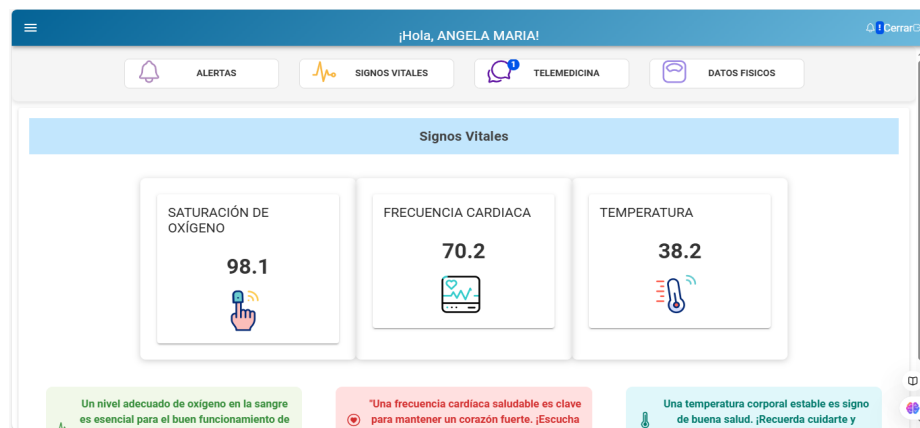 ¡Hola, ANGELA MARIA!
! Cerrar
ALERTAS
SIGNOS VITALES
1
TELEMEDICINA
DATOS FISICOS
Signos Vitales
SATURACIÓN DE
OXÍGENO
98.1
FRECUENCIA CARDIACA
70.2
TEMPERATURA
38.2
Un nivel adecuado de oxígeno en la sangre
es esencial para el buen funcionamiento de
"Una frecuencia cardíaca saludable es clave
para mantener un corazón fuerte. ¡Escucha
Una temperatura corporal estable es signo
de buena salud. ¡Recuerda cuidarte y